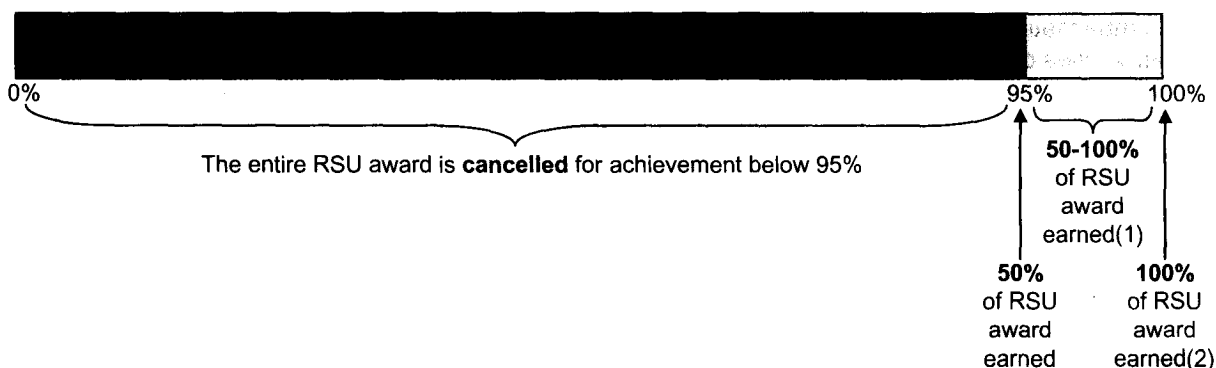 0%
95%
100%
The entire RSU award is cancelled for achievement below 95%
50-100%
of RSU
award
earned(1)
50%
of RSU
award
earned
100%
of RSU
award
earned(2)